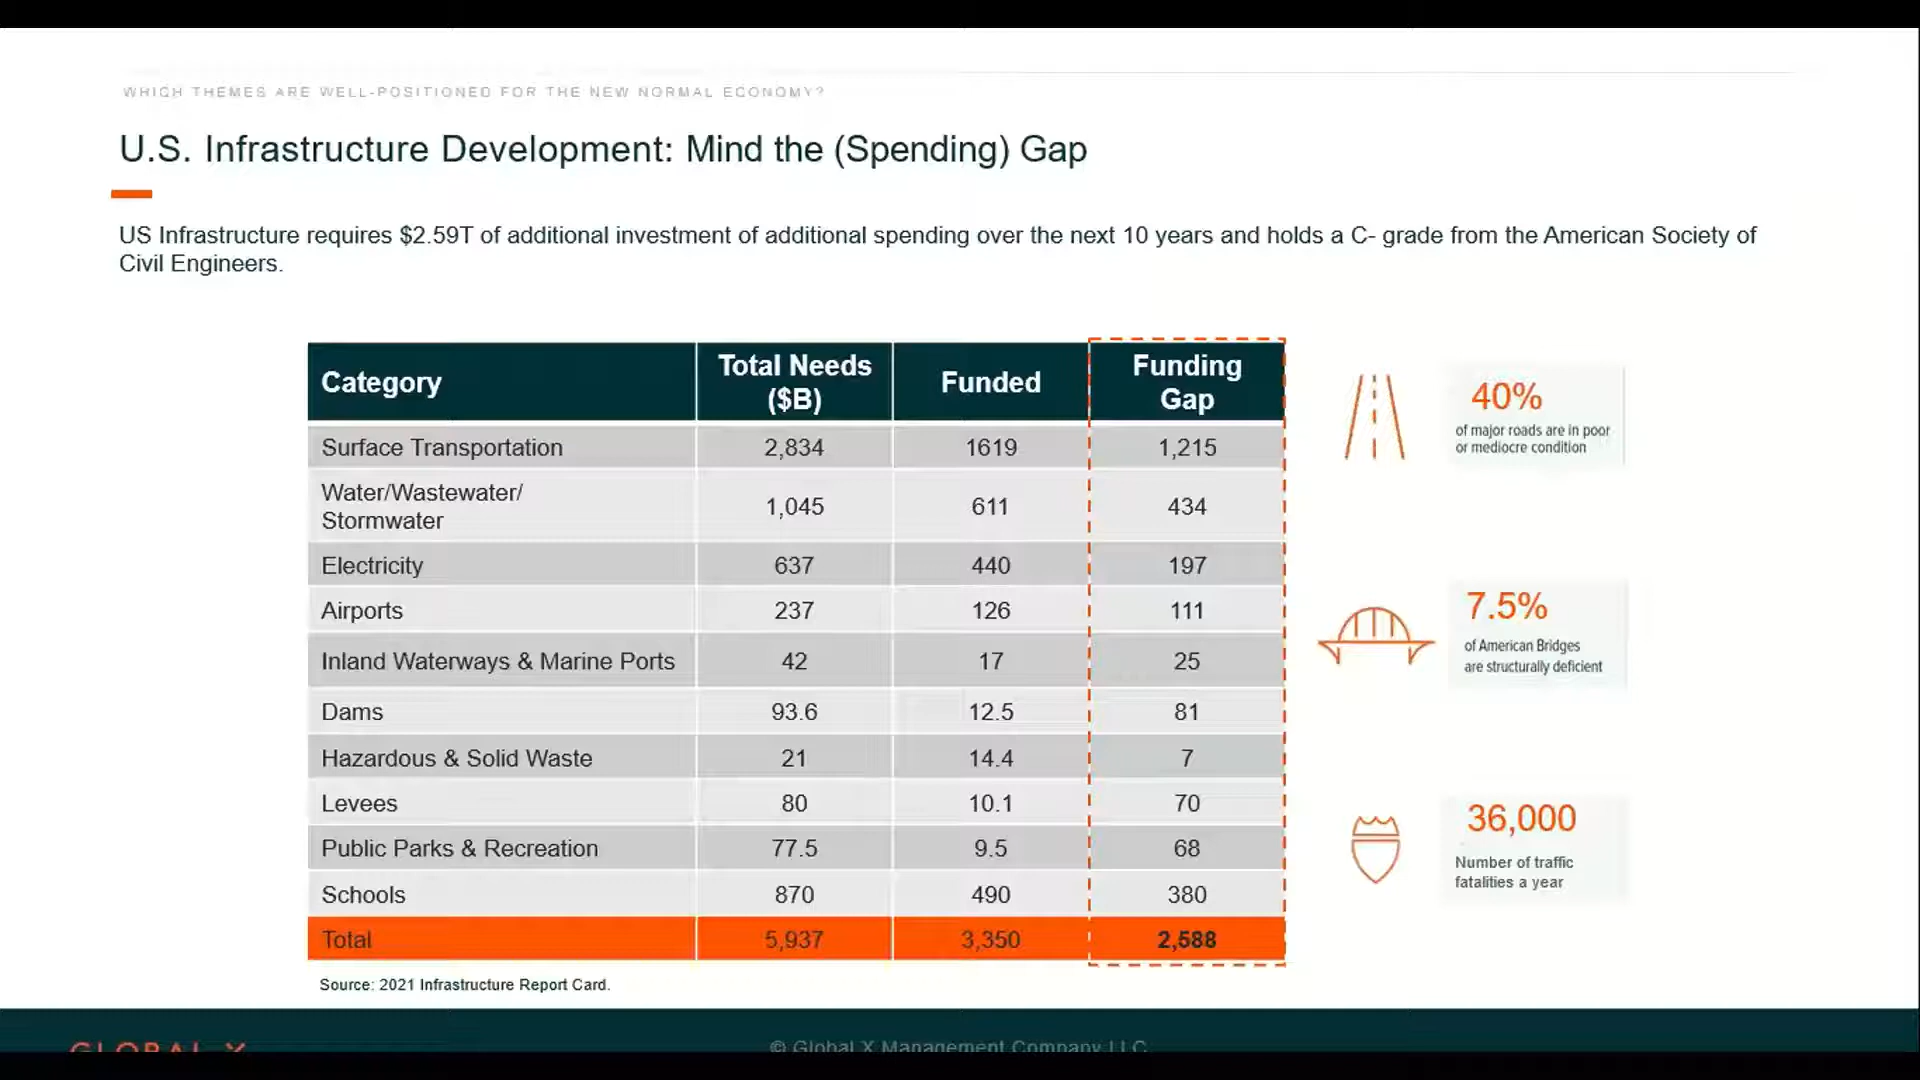 WHICH THEMES ARE WELL-POSITIONED FOR THE NEW NORMAL ECONOMY?
U.S. Infrastructure Development: Mind the (Spending) Gap
US Infrastructure requires $2.59T of additional investment of additional spending over the next 10 years and holds a C- grade from the American Society of
Civil Engineers.
Category Total Needs ($B) Funded Funding Gap
Surface Transportation 2,834 1619 1,215
Water/Wastewater/
Stormwater 1,045 611 434
Electricity 637 440 197
Airports 237 126 111
Inland Waterways & Marine Ports 42 17 25
Dams 93.6 12.5 81
Hazardous & Solid Waste 21 14.4 7
Levees 80 10.1 70
Public Parks & Recreation 77.5 9.5 68
Schools 870 490 380
Total 5,937 3,350 2,588
Source: 2021 Infrastructure Report Card.
40%
of major roads are in poor
or mediocre condition
7.5%
of American Bridges
are structurally deficient
36,000
Number of traffic
fatalities a year
GLOBAL X
© Global X Management Company LLC